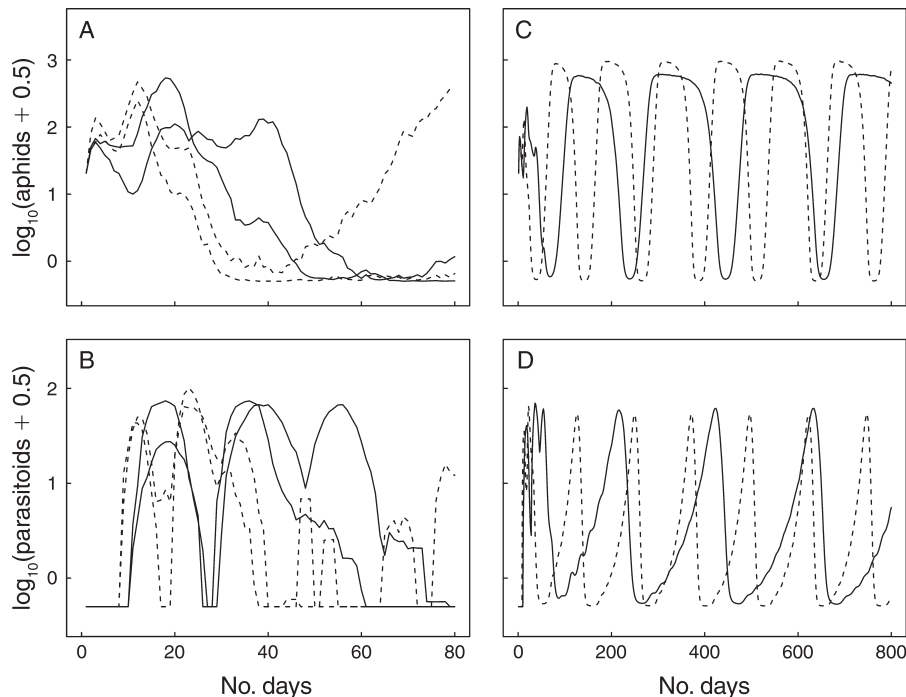 A
C
3
2
1
0
log10(aphids + 0.5)
B
D
2
1
0
log10(parasitoids + 0.5)
0 20 40 60 80
0 200 400 600 800
No. days
No. days